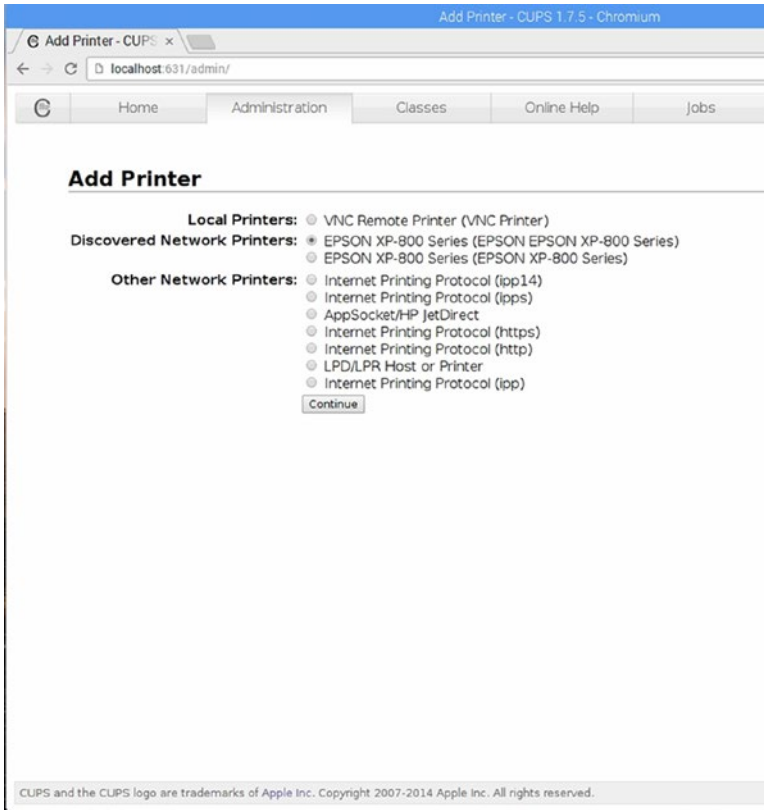 Add Printer - CUPS 1.7.5 - Chromium
Add Printer - CUPS ×
localhost:631/admin/
Home Administration Classes Online Help Jobs
Add Printer
Local Printers: VNC Remote Printer (VNC Printer)
Discovered Network Printers: EPSON XP-800 Series (EPSON EPSON XP-800 Series)
EPSON XP-800 Series (EPSON XP-800 Series)
Other Network Printers: Internet Printing Protocol (ipp14)
Internet Printing Protocol (ipps)
AppSocket/HP JetDirect
Internet Printing Protocol (https)
Internet Printing Protocol (http)
LPD/LPR Host or Printer
Internet Printing Protocol (ipp)
Continue
CUPS and the CUPS logo are trademarks of Apple Inc. Copyright 2007-2014 Apple Inc. All rights reserved.